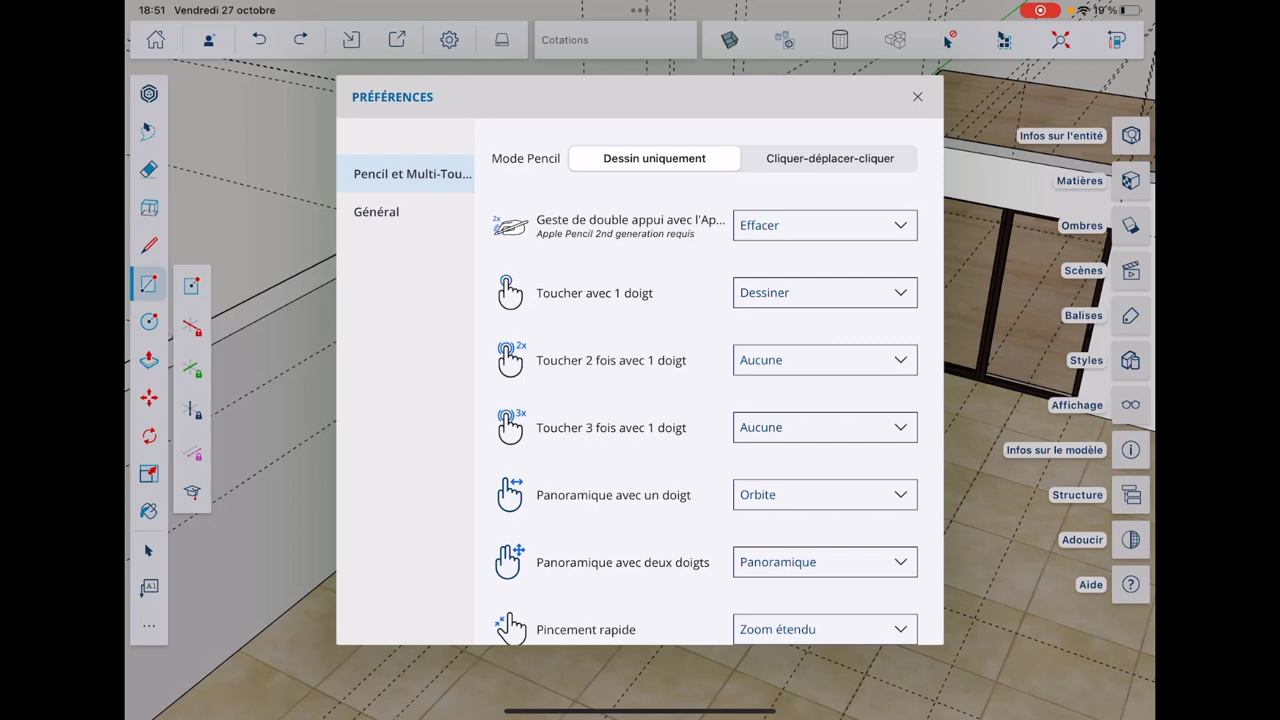 18:51 Vendredi 27 octobre
19 %
Cotations
PRÉFÉRENCES
Pencil et Multi-Tou...
Général
Mode Pencil
Dessin uniquement
Cliquer-déplacer-cliquer
2x
Geste de double appui avec l'Ap...
Apple Pencil 2nd generation requis
Effacer
Toucher avec 1 doigt
Dessiner
2x
Toucher 2 fois avec 1 doigt
Aucune
3x
Toucher 3 fois avec 1 doigt
Aucune
Panoramique avec un doigt
Orbite
Panoramique avec deux doigts
Panoramique
Pincement rapide
Zoom étendu
Infos sur l'entité
Matières
Ombres
Scènes
Balises
Styles
Affichage
Infos sur le modèle
Structure
Adoucir
Aide
A1